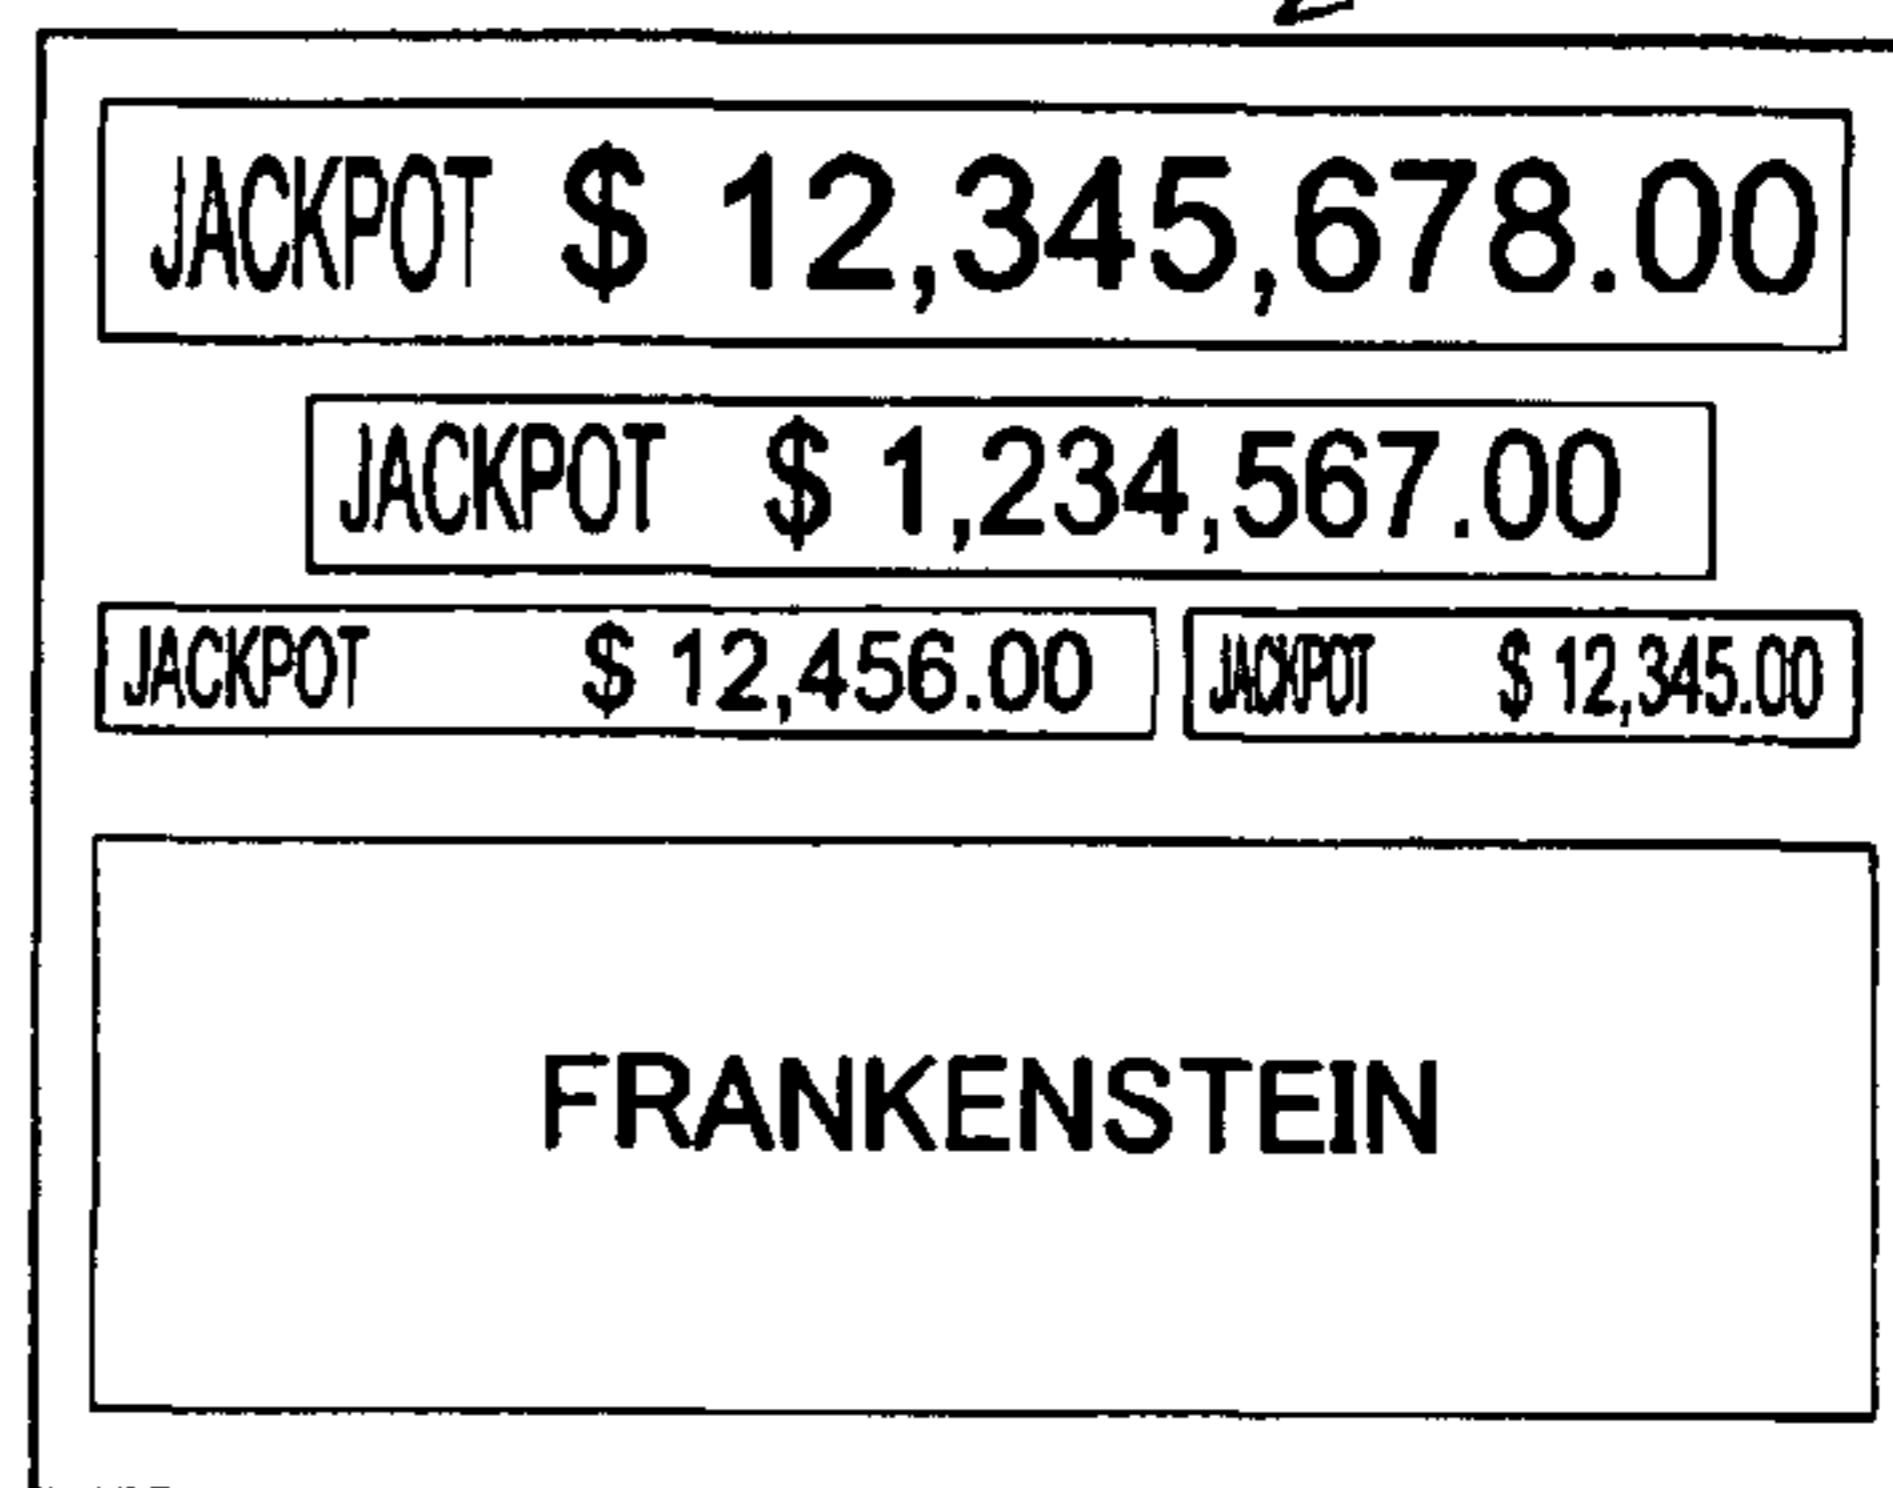 JACKPOT $ 12,345,678.00
JACKPOT $ 1,234,567.00
JACKPOT $ 12,456.00 JACKPOT $ 12,345.00
FRANKENSTEIN